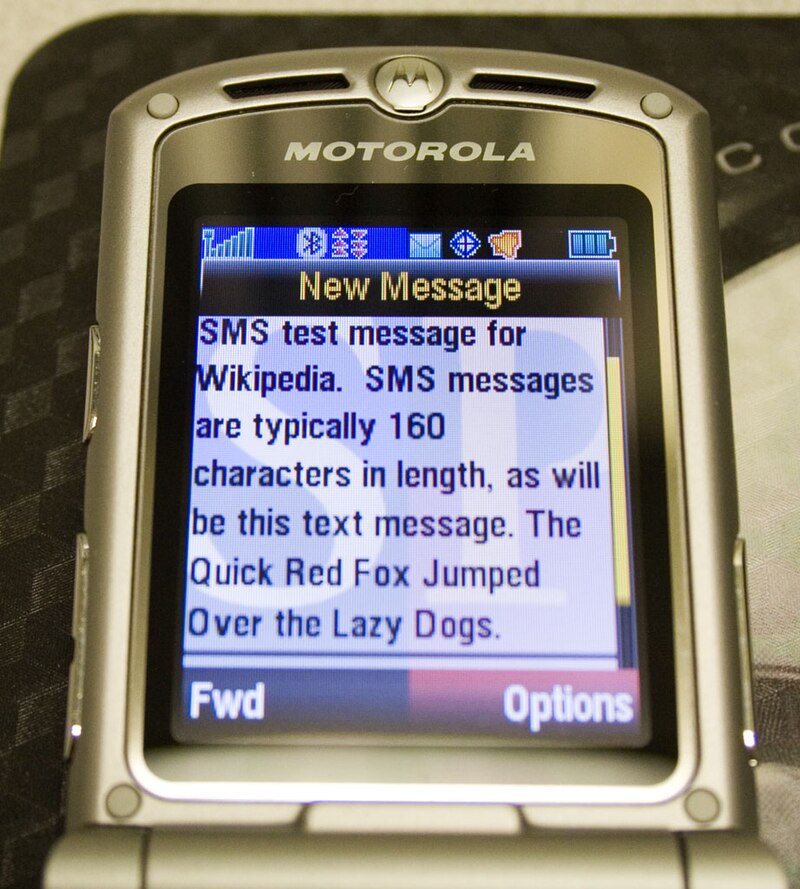 MOTOROLA
New Message
SMS test message for
Wikipedia.  SMS messages
are typically 160
characters in length, as will
be this text message. The
Quick Red Fox Jumped
Over the Lazy Dogs.
Fwd Options